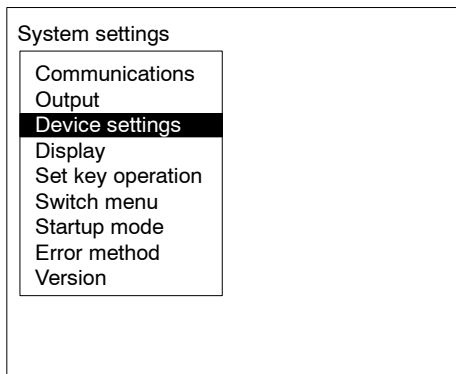 System settings
Communications
Output
Device settings
Display
Set key operation
Switch menu
Startup mode
Error method
Version